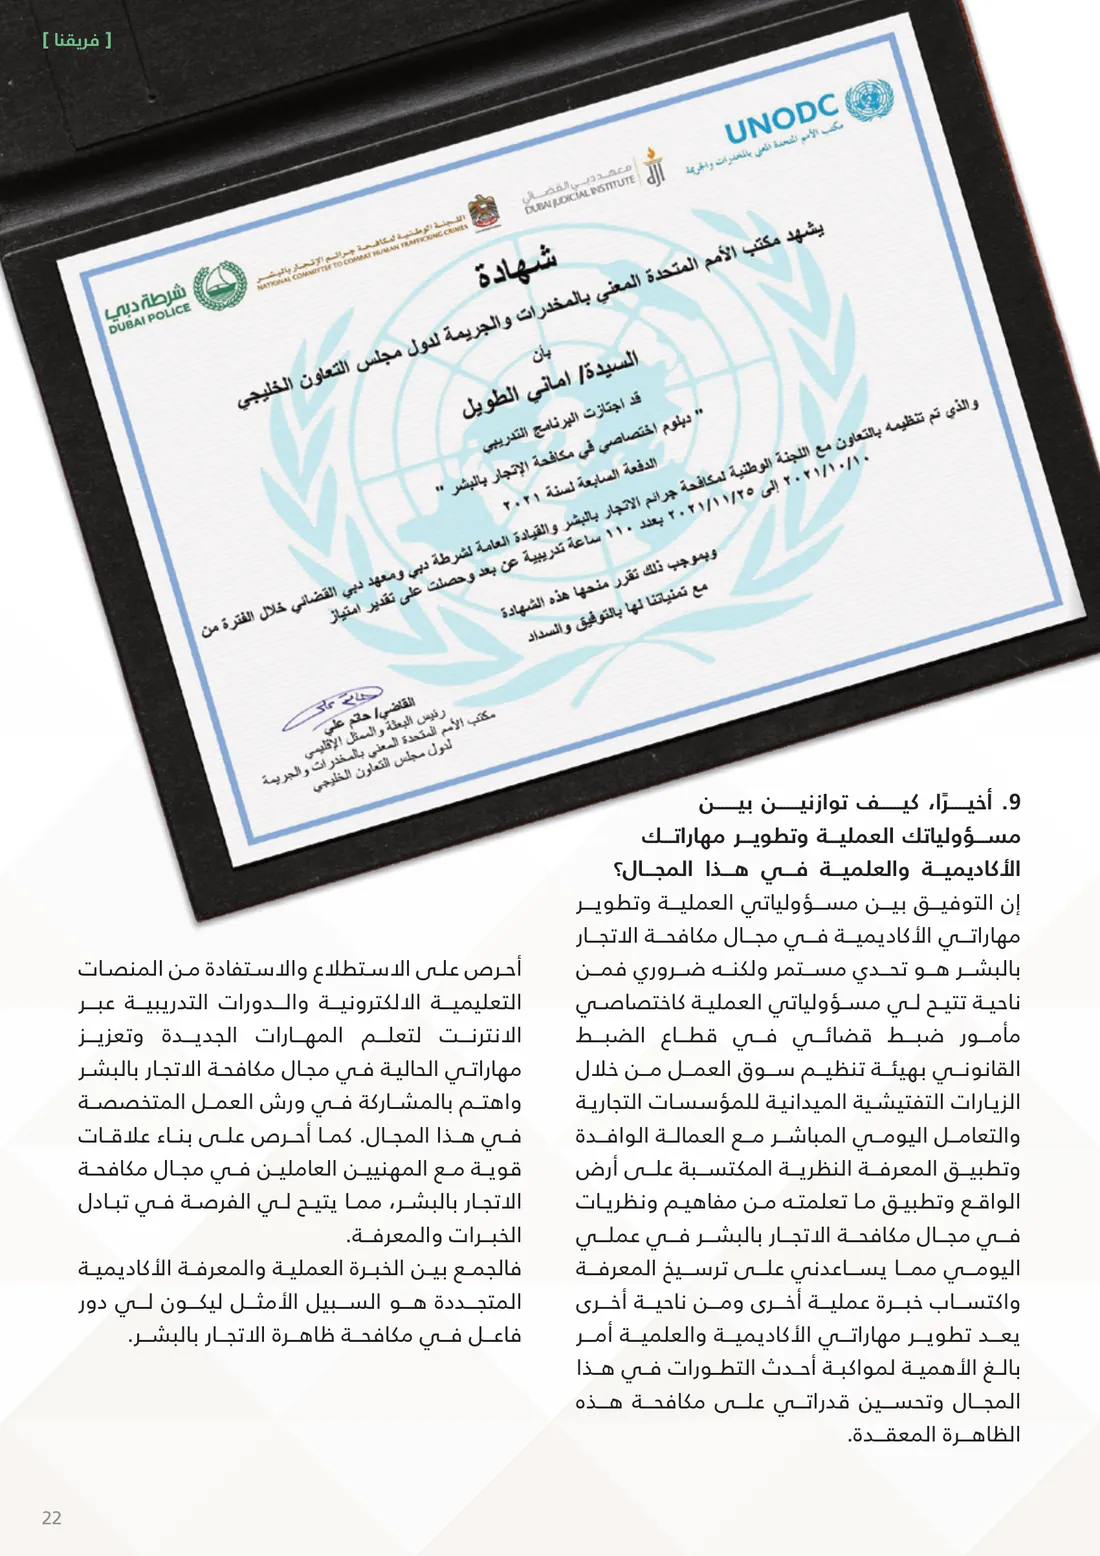 [ فريقنا ]
UNODC
مكتب الأمم المتحدة المعني بالمخدرات والجريمة
معهد دبي القضائي
DUBAI JUDICIAL INSTITUTE
اللجنة الوطنية لمكافحة جرائم الاتجار بالبشر
NATIONAL COMMITTEE TO COMBAT HUMAN TRAFFICKING CRIMES
شرطة دبي
DUBAI POLICE
شهادة
يشهد مكتب الأمم المتحدة المعني بالمخدرات والجريمة لدول مجلس التعاون الخليجي
بأن
السيدة/ اماني الطويل
قد اجتازت البرنامج التدريبي
" دبلوم اختصاصي في مكافحة الإتجار بالبشر "
الدفعة السابعة لسنة ٢٠٢١
والذي تم تنظيمه بالتعاون مع اللجنة الوطنية لمكافحة جرائم الاتجار بالبشر والقيادة العامة لشرطة دبي ومعهد دبي القضائي خلال الفترة من
٢٠٢١/١٠/١٠ إلى ٢٠٢١/١١/٢٥ بعدد ١١٠ ساعة تدريبية عن بعد وحصلت على تقدير امتياز
وبموجب ذلك تقرر منحها هذه الشهادة
مع تمنياتنا لها بالتوفيق والسداد
القاضي/ حاتم علي
رئيس البعثة والممثل الإقليمي
مكتب الأمم المتحدة المعني بالمخدرات والجريمة
لدول مجلس التعاون الخليجي
9. أخيرًا، كيف توازنين بين
مسؤولياتك العملية وتطوير مهاراتك
الأكاديمية والعلمية في هذا المجال؟
إن التوفيق بين مسؤولياتي العملية وتطوير
مهاراتي الأكاديمية في مجال مكافحة الاتجار
بالبشر هو تحدي مستمر ولكنه ضروري فمن
ناحية تتيح لي مسؤولياتي العملية كاختصاصي
مأمور ضبط قضائي في قطاع الضبط
القانوني بهيئة تنظيم سوق العمل من خلال
الزيارات التفتيشية الميدانية للمؤسسات التجارية
والتعامل اليومي المباشر مع العمالة الوافدة
وتطبيق المعرفة النظرية المكتسبة على أرض
الواقع وتطبيق ما تعلمته من مفاهيم ونظريات
في مجال مكافحة الاتجار بالبشر في عملي
اليومي مما يساعدني على ترسيخ المعرفة
واكتساب خبرة عملية أخرى ومن ناحية أخرى
يعد تطوير مهاراتي الأكاديمية والعلمية أمر
بالغ الأهمية لمواكبة أحدث التطورات في هذا
المجال وتحسين قدراتي على مكافحة هذه
الظاهرة المعقدة.
أحرص على الاستطلاع والاستفادة من المنصات
التعليمية الالكترونية والدورات التدريبية عبر
الانترنت لتعلم المهارات الجديدة وتعزيز
مهاراتي الحالية في مجال مكافحة الاتجار بالبشر
واهتم بالمشاركة في ورش العمل المتخصصة
في هذا المجال. كما أحرص على بناء علاقات
قوية مع المهنيين العاملين في مجال مكافحة
الاتجار بالبشر، مما يتيح لي الفرصة في تبادل
الخبرات والمعرفة.
فالجمع بين الخبرة العملية والمعرفة الأكاديمية
المتجددة هو السبيل الأمثل ليكون لي دور
فاعل في مكافحة ظاهرة الاتجار بالبشر.
22